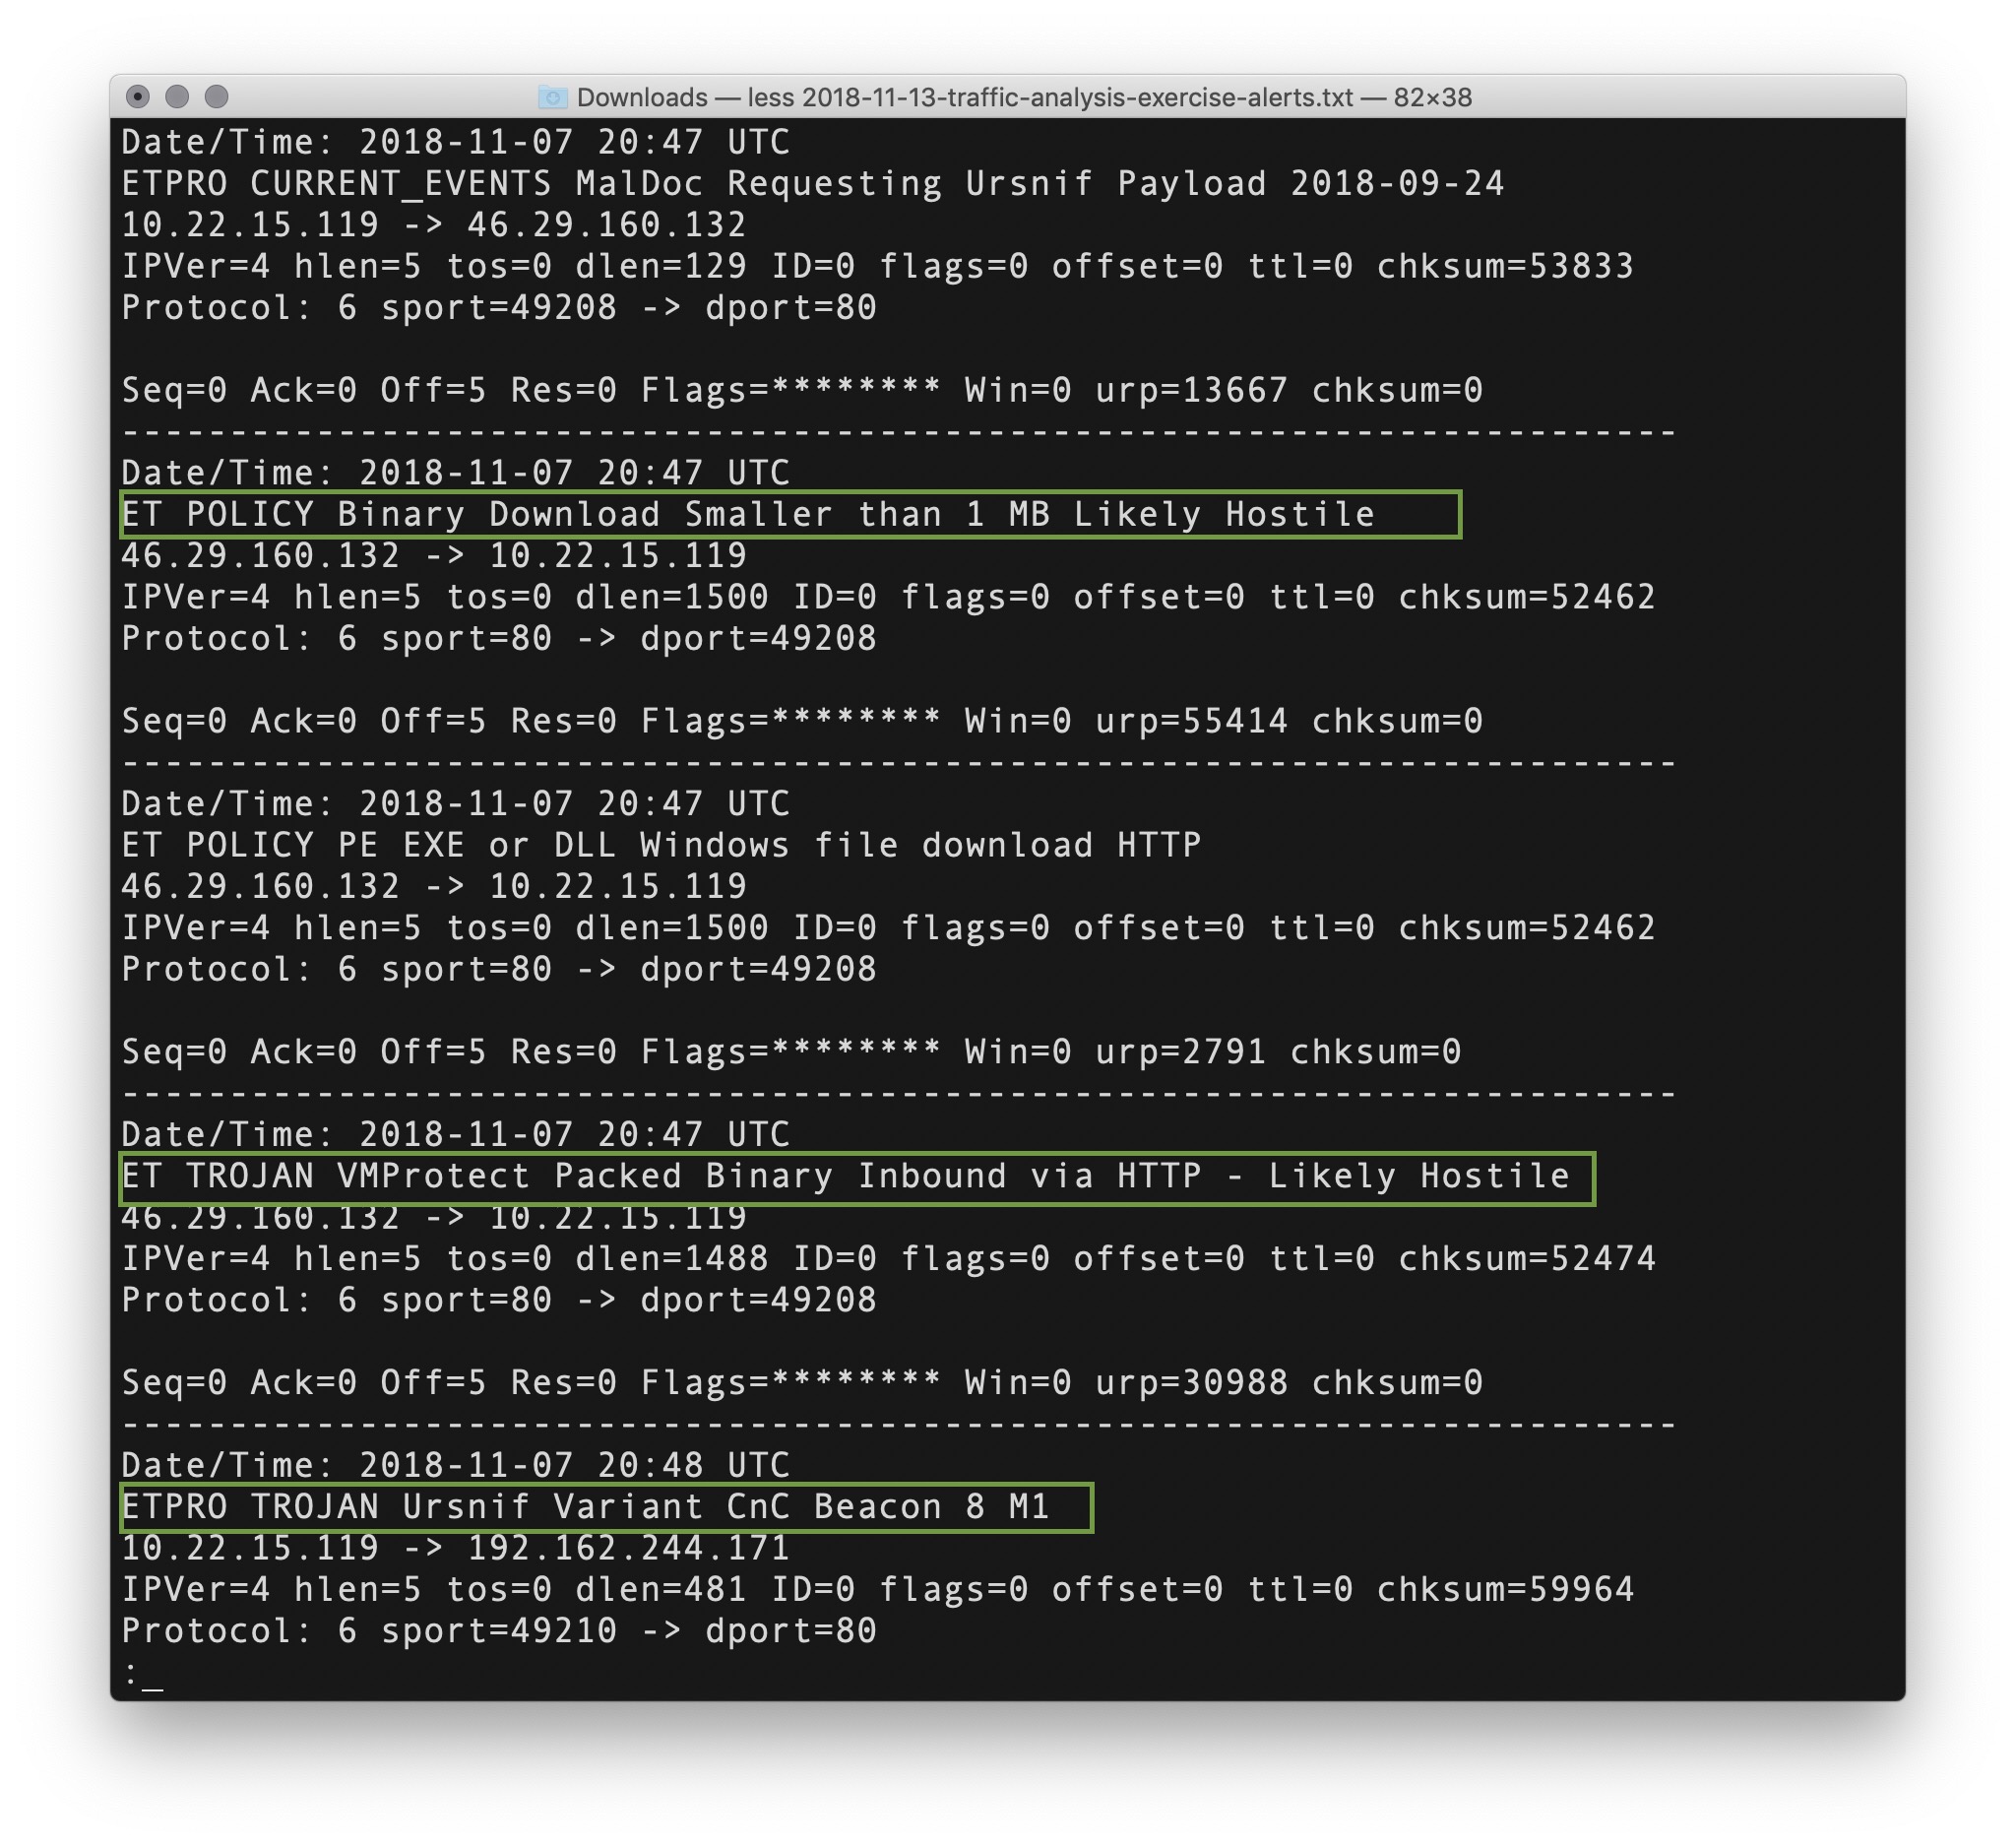 Downloads — less 2018-11-13-traffic-analysis-exercise-alerts.txt — 82×38
Date/Time: 2018-11-07 20:47 UTC
ETPRO CURRENT_EVENTS MalDoc Requesting Ursnif Payload 2018-09-24
10.22.15.119 -> 46.29.160.132
IPVer=4 hlen=5 tos=0 dlen=129 ID=0 flags=0 offset=0 ttl=0 chksum=53833
Protocol: 6 sport=49208 -> dport=80
Seq=0 Ack=0 Off=5 Res=0 Flags=******** Win=0 urp=13667 chksum=0
------------------------------------------------------------------------
Date/Time: 2018-11-07 20:47 UTC
ET POLICY Binary Download Smaller than 1 MB Likely Hostile
46.29.160.132 -> 10.22.15.119
IPVer=4 hlen=5 tos=0 dlen=1500 ID=0 flags=0 offset=0 ttl=0 chksum=52462
Protocol: 6 sport=80 -> dport=49208
Seq=0 Ack=0 Off=5 Res=0 Flags=******** Win=0 urp=55414 chksum=0
------------------------------------------------------------------------
Date/Time: 2018-11-07 20:47 UTC
ET POLICY PE EXE or DLL Windows file download HTTP
46.29.160.132 -> 10.22.15.119
IPVer=4 hlen=5 tos=0 dlen=1500 ID=0 flags=0 offset=0 ttl=0 chksum=52462
Protocol: 6 sport=80 -> dport=49208
Seq=0 Ack=0 Off=5 Res=0 Flags=******** Win=0 urp=2791 chksum=0
------------------------------------------------------------------------
Date/Time: 2018-11-07 20:47 UTC
ET TROJAN VMProtect Packed Binary Inbound via HTTP - Likely Hostile
46.29.160.132 -> 10.22.15.119
IPVer=4 hlen=5 tos=0 dlen=1488 ID=0 flags=0 offset=0 ttl=0 chksum=52474
Protocol: 6 sport=80 -> dport=49208
Seq=0 Ack=0 Off=5 Res=0 Flags=******** Win=0 urp=30988 chksum=0
------------------------------------------------------------------------
Date/Time: 2018-11-07 20:48 UTC
ETPRO TROJAN Ursnif Variant CnC Beacon 8 M1
10.22.15.119 -> 192.162.244.171
IPVer=4 hlen=5 tos=0 dlen=481 ID=0 flags=0 offset=0 ttl=0 chksum=59964
Protocol: 6 sport=49210 -> dport=80
:_